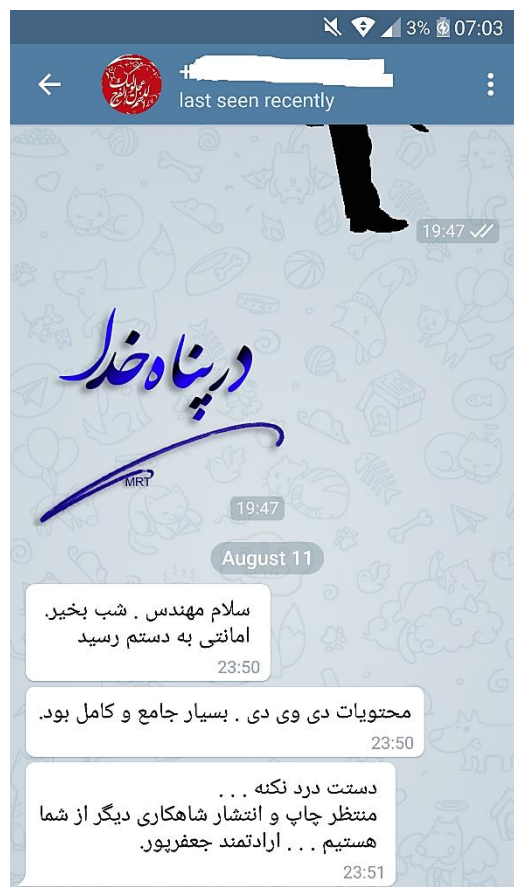 3% 07:03
+
last seen recently
19:47
در پناه خدا
MRT
19:47
August 11
سلام مهندس . شب بخیر.
امانتی به دستم رسید
23:50
محتویات دی وی دی . بسیار جامع و کامل بود.
23:50
دستت درد نکنه . . .
منتظر چاپ و انتشار شاهکاری دیگر از شما
هستیم . . . ارادتمند جعفرپور.
23:51